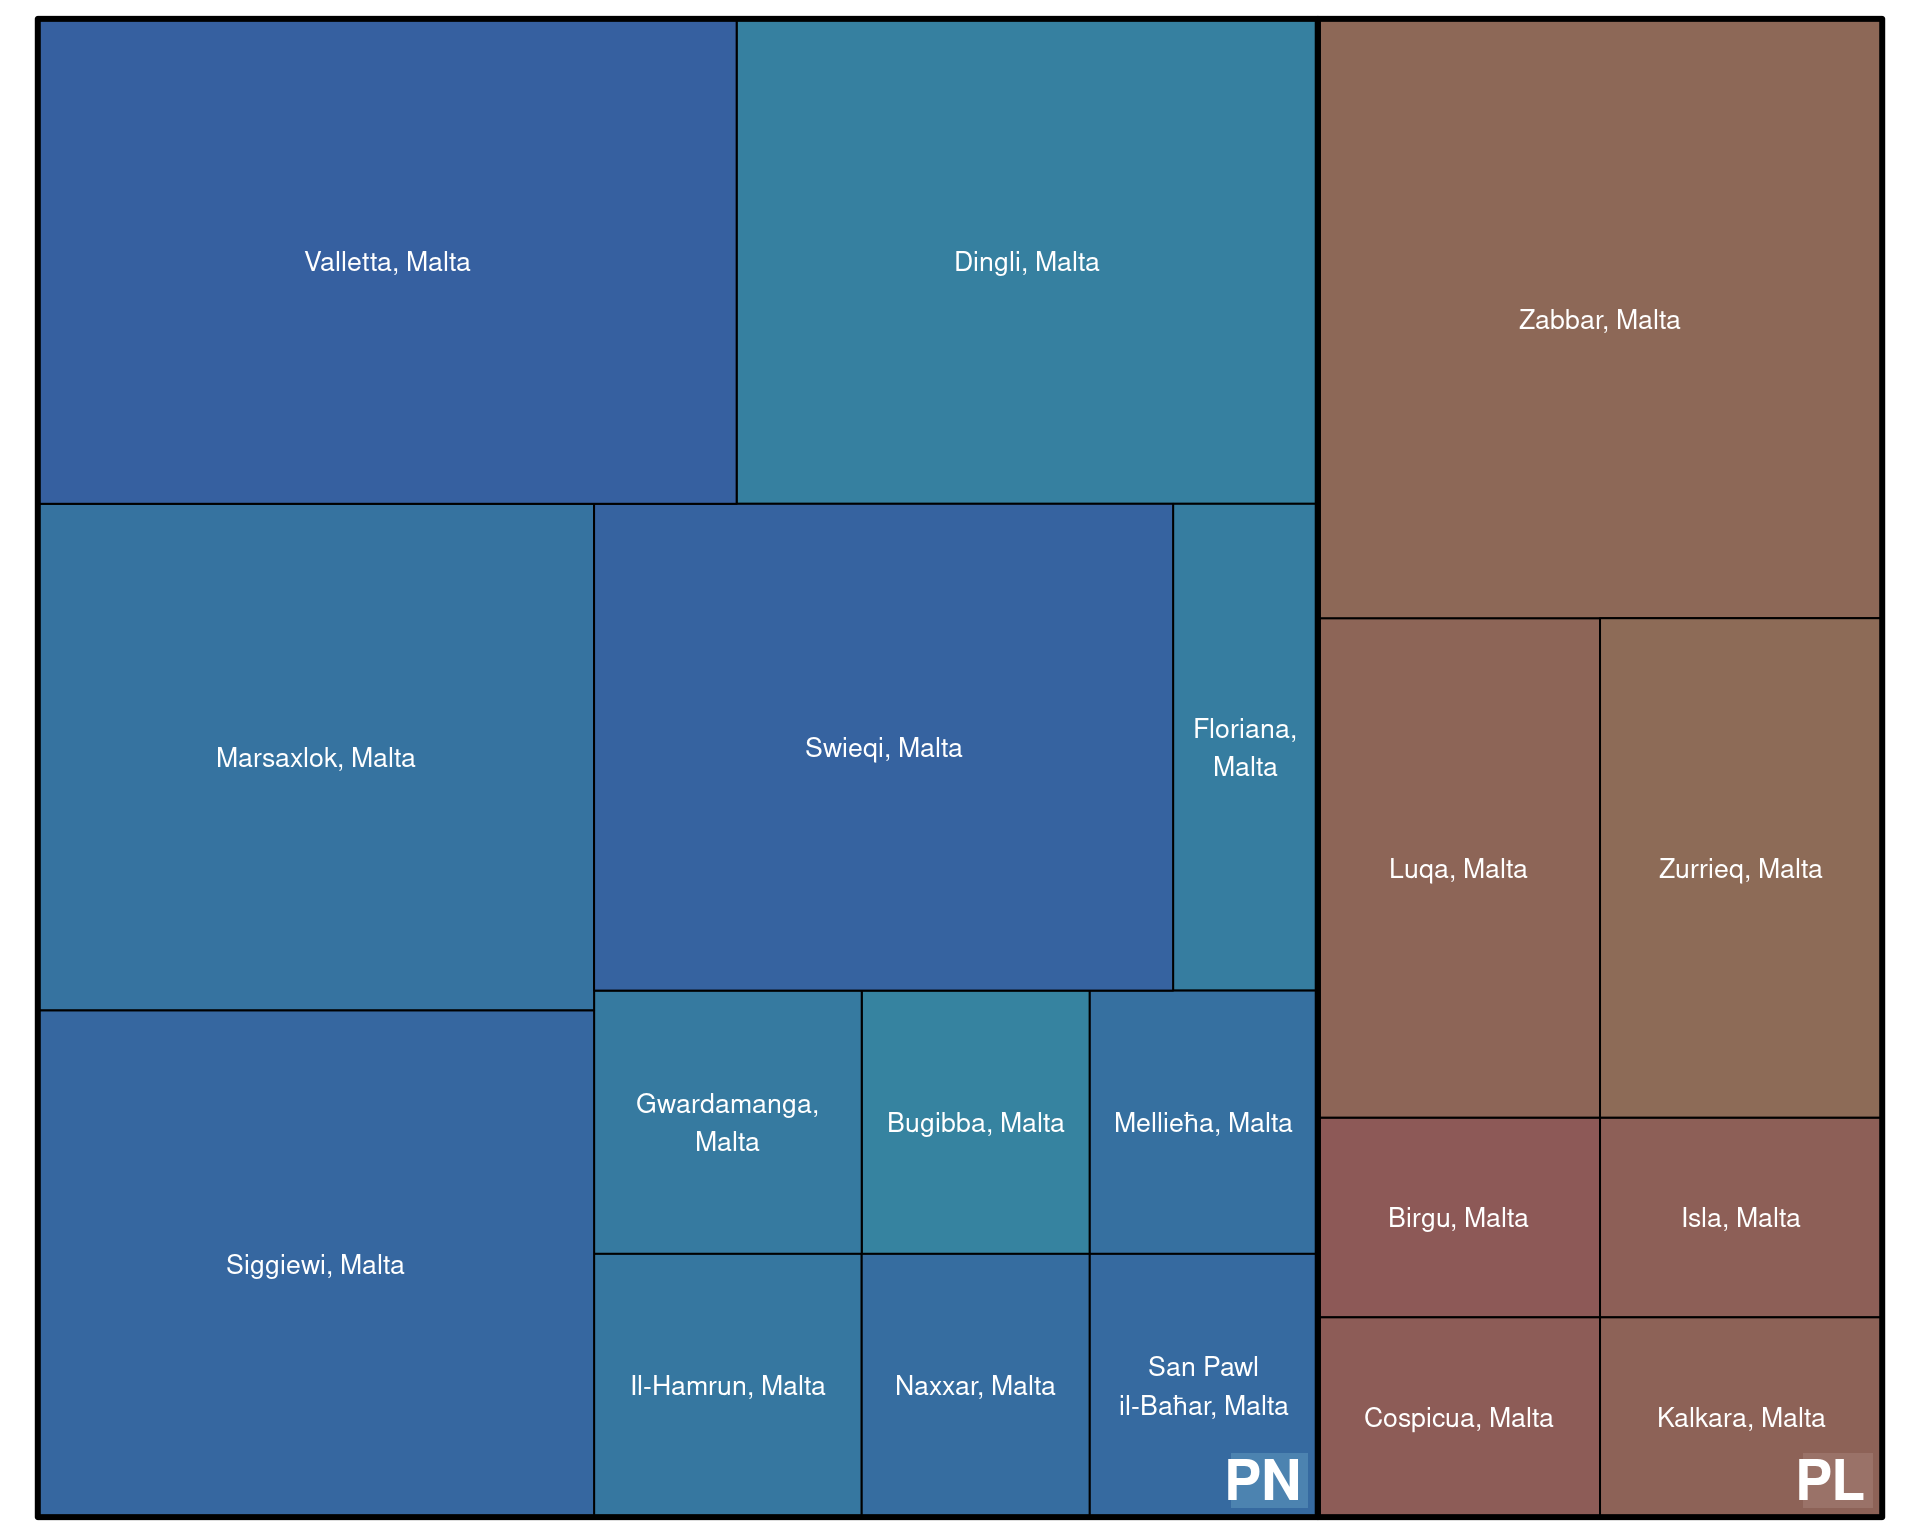 Valletta, Malta
Dingli, Malta
Zabbar, Malta
Marsaxlok, Malta
Swieqi, Malta
Floriana,
Malta
Luqa, Malta
Zurrieq, Malta
Siggiewi, Malta
Gwardamanga,
Malta
Bugibba, Malta
Mellieħa, Malta
Birgu, Malta
Isla, Malta
Il-Hamrun, Malta
Naxxar, Malta
San Pawl
il-Baħar, Malta
Cospicua, Malta
Kalkara, Malta
PN
PL